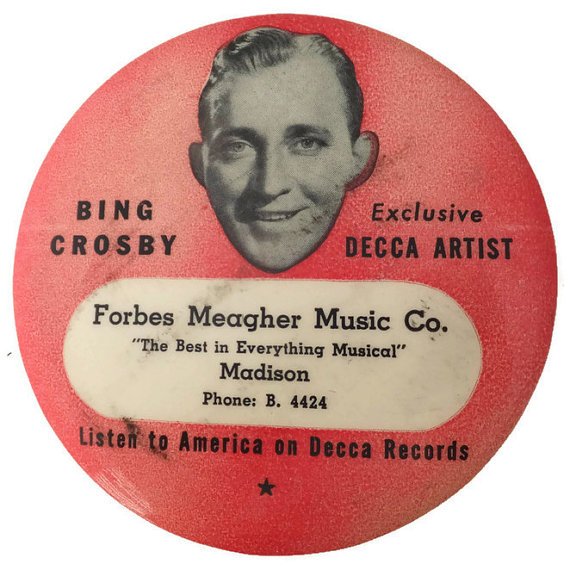 BING
CROSBY
Exclusive
DECCA ARTIST
Forbes Meagher Music Co.
"The Best in Everything Musical"
Madison
Phone: B. 4424
Listen to America on Decca Records